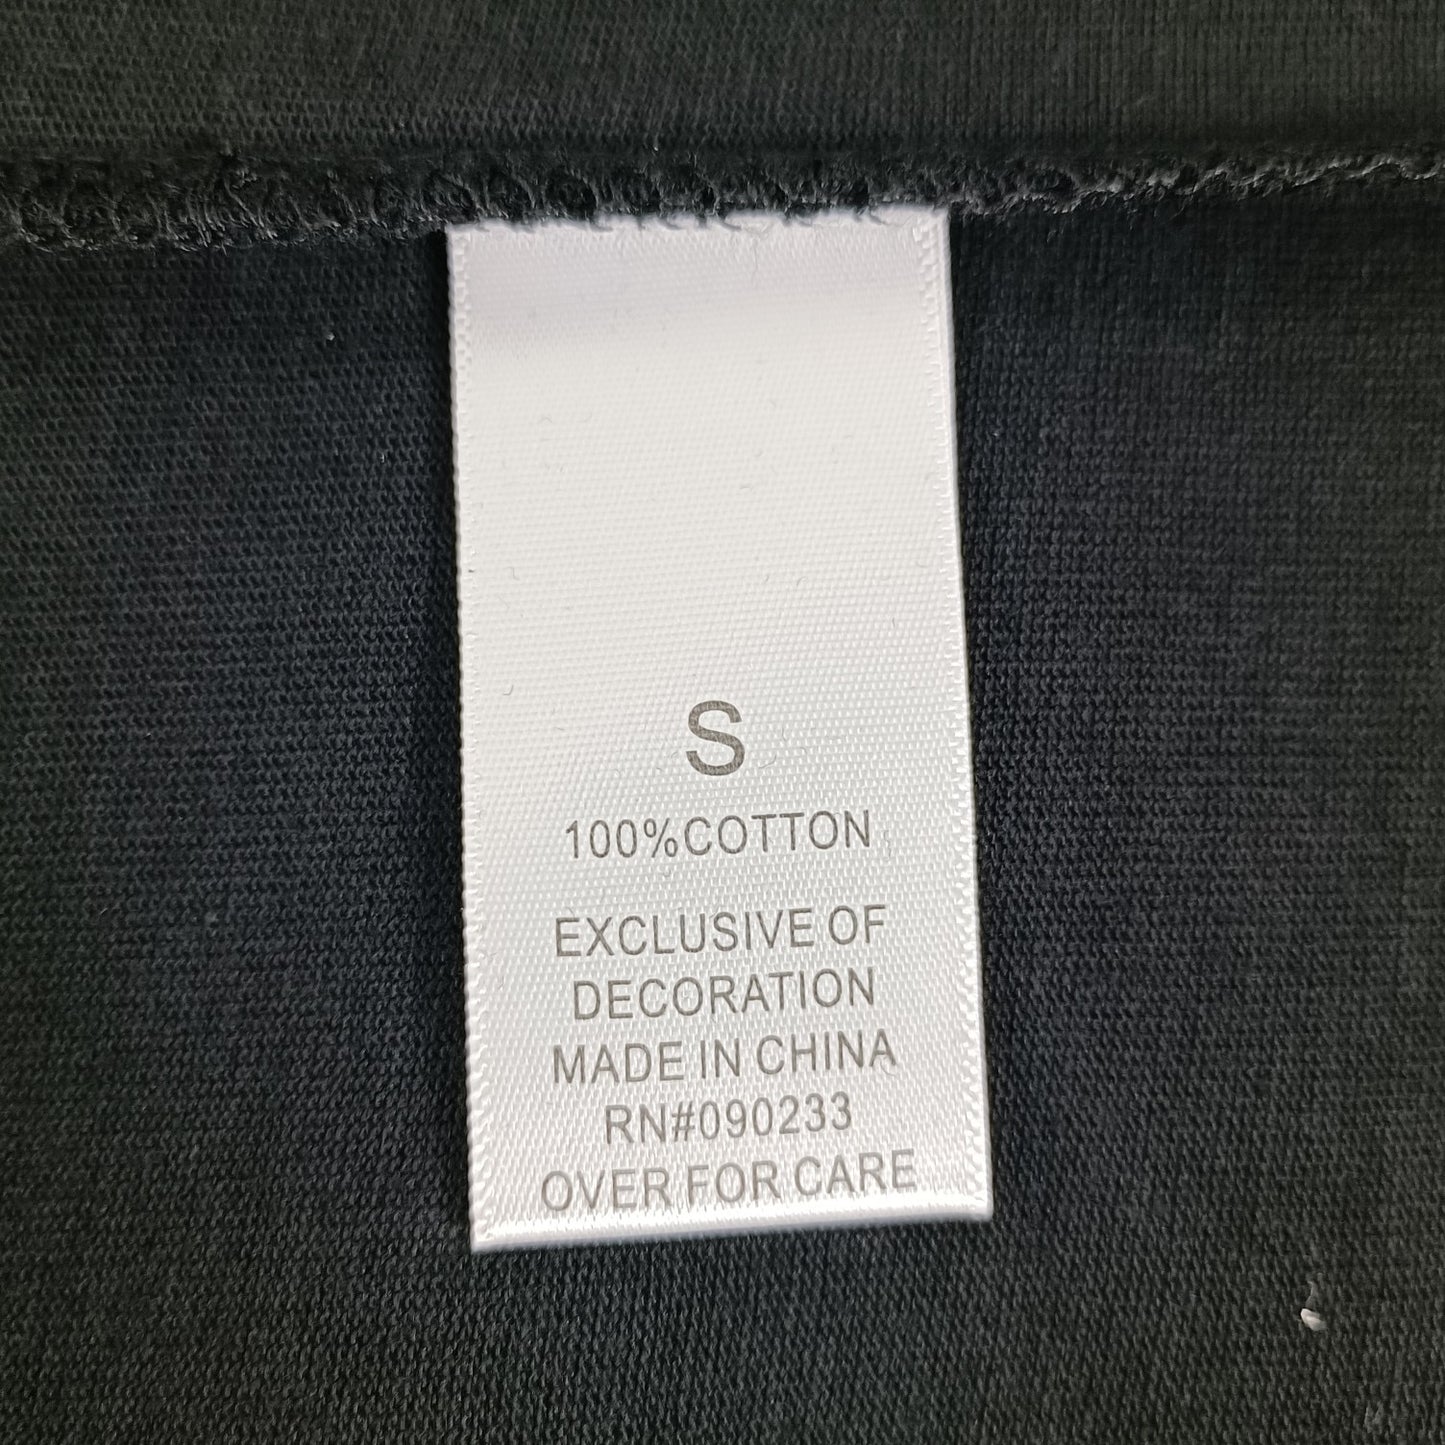 S
100%COTTON
EXCLUSIVE OF
DECORATION
MADE IN CHINA
RN#090233
OVER FOR CARE